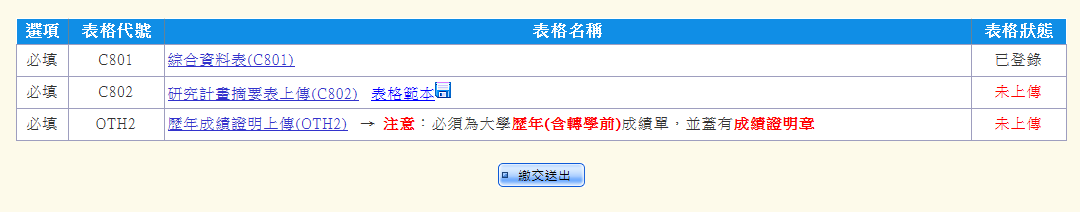 選項 表格代號 表格名稱 表格狀態
必填 C801 綜合資料表(C801) 已登錄
必填 C802 研究計畫摘要表上傳(C802) 表格範本 未上傳
必填 OTH2 歷年成績證明上傳(OTH2) → 注意：必須為大學歷年(含轉學前)成績單，並蓋有成績證明章 未上傳
繳交送出